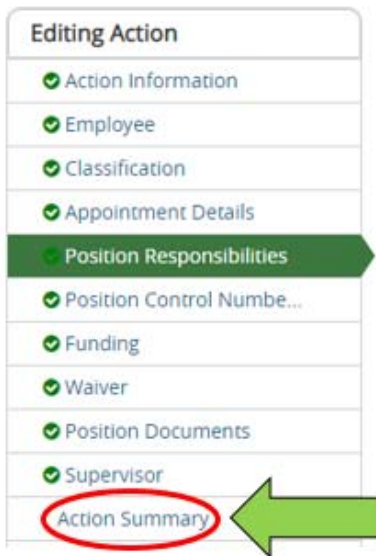 Editing Action
Action Information
Employee
Classification
Appointment Details
Position Responsibilities
Position Control Numbe...
Funding
Waiver
Position Documents
Supervisor
Action Summary